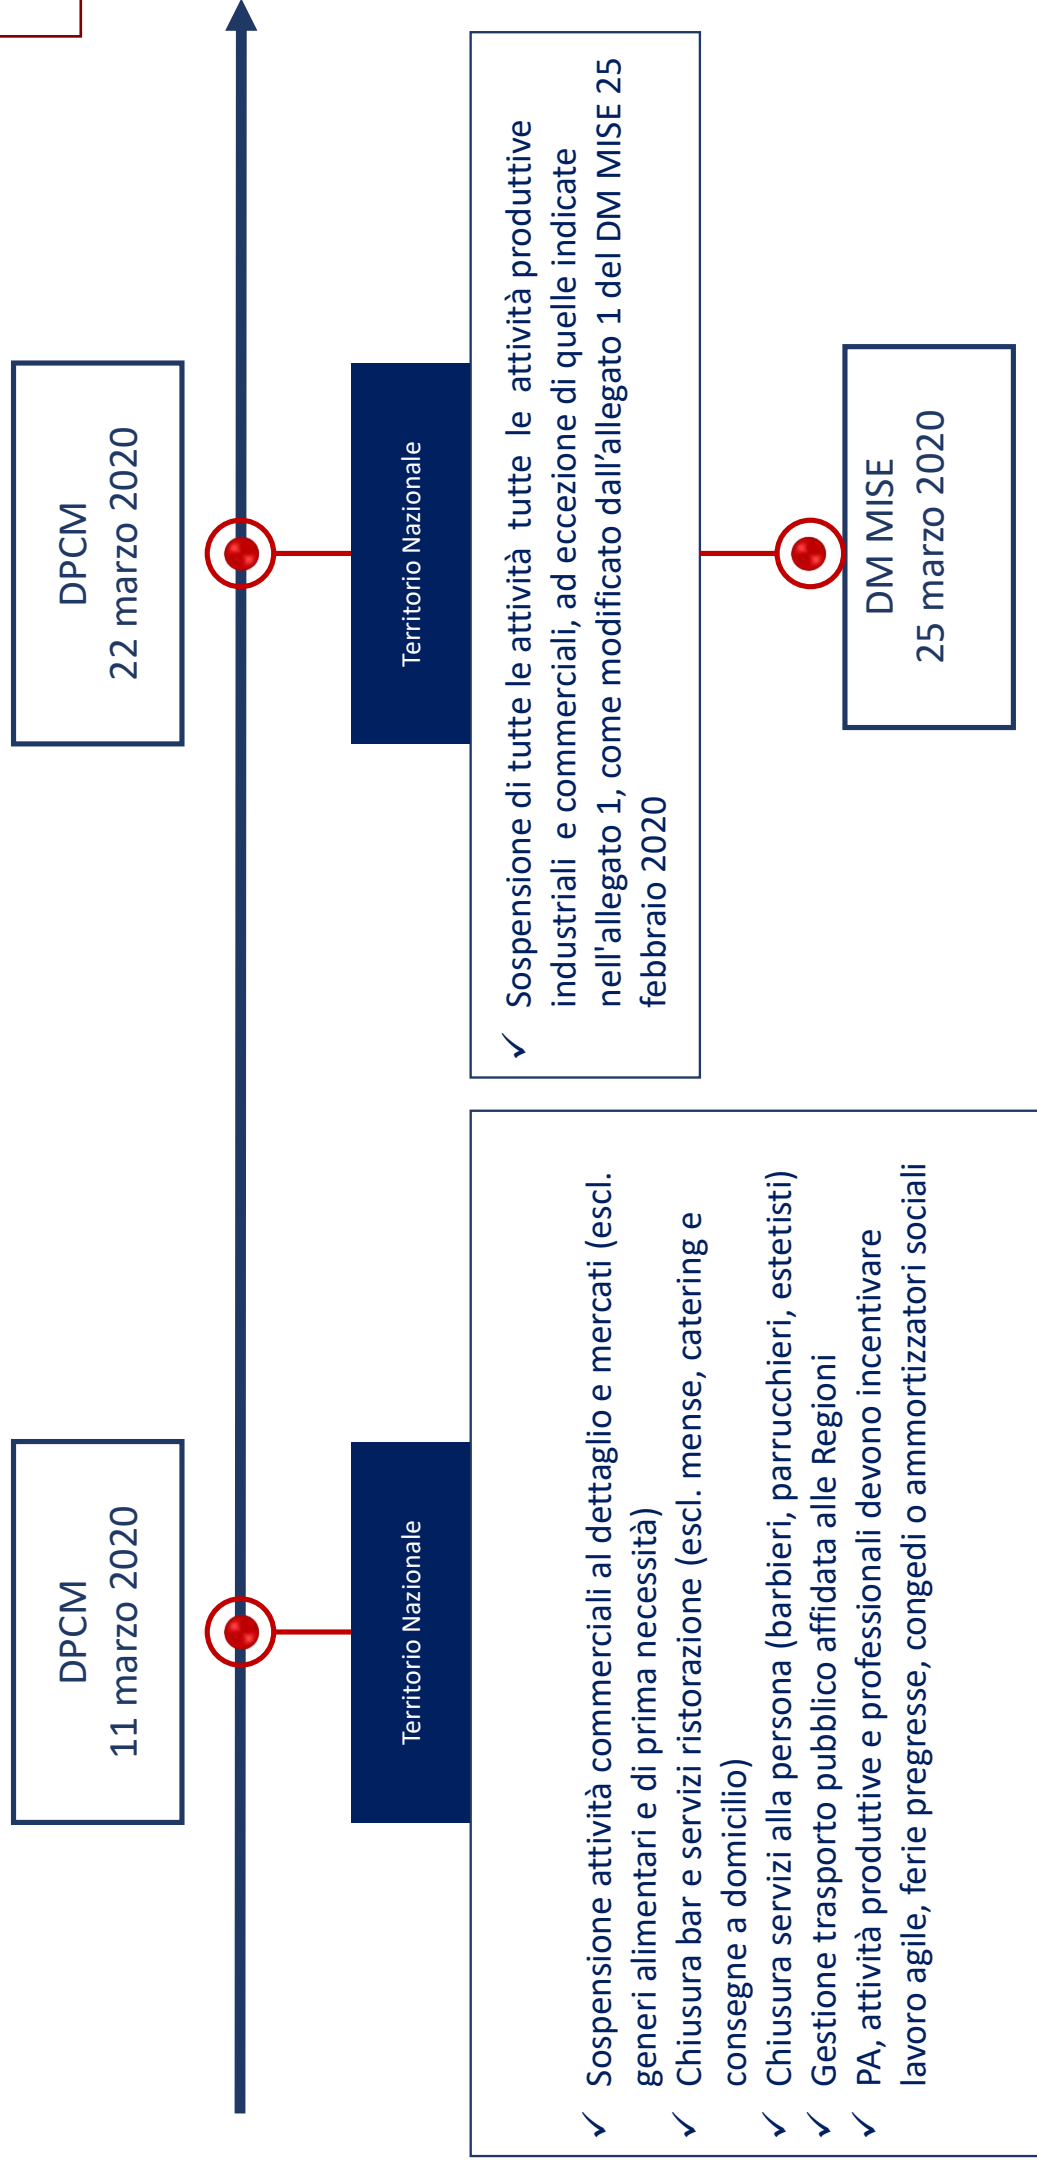 DPCM
11 marzo 2020
Territorio Nazionale
✓ Sospensione attività commerciali al dettaglio e mercati (escl.
generi alimentari e di prima necessità)
✓ Chiusura bar e servizi ristorazione (escl. mense, catering e
consegne a domicilio)
✓ Chiusura servizi alla persona (barbieri, parrucchieri, estetisti)
✓ Gestione trasporto pubblico affidata alle Regioni
✓ PA, attività produttive e professionali devono incentivare
lavoro agile, ferie pregresse, congedi o ammortizzatori sociali
DPCM
22 marzo 2020
Territorio Nazionale
✓ Sospensione di tutte le attività tutte le attività produttive
industriali e commerciali, ad eccezione di quelle indicate
nell'allegato 1, come modificato dall’allegato 1 del DM MISE 25
febbraio 2020
DM MISE
25 marzo 2020